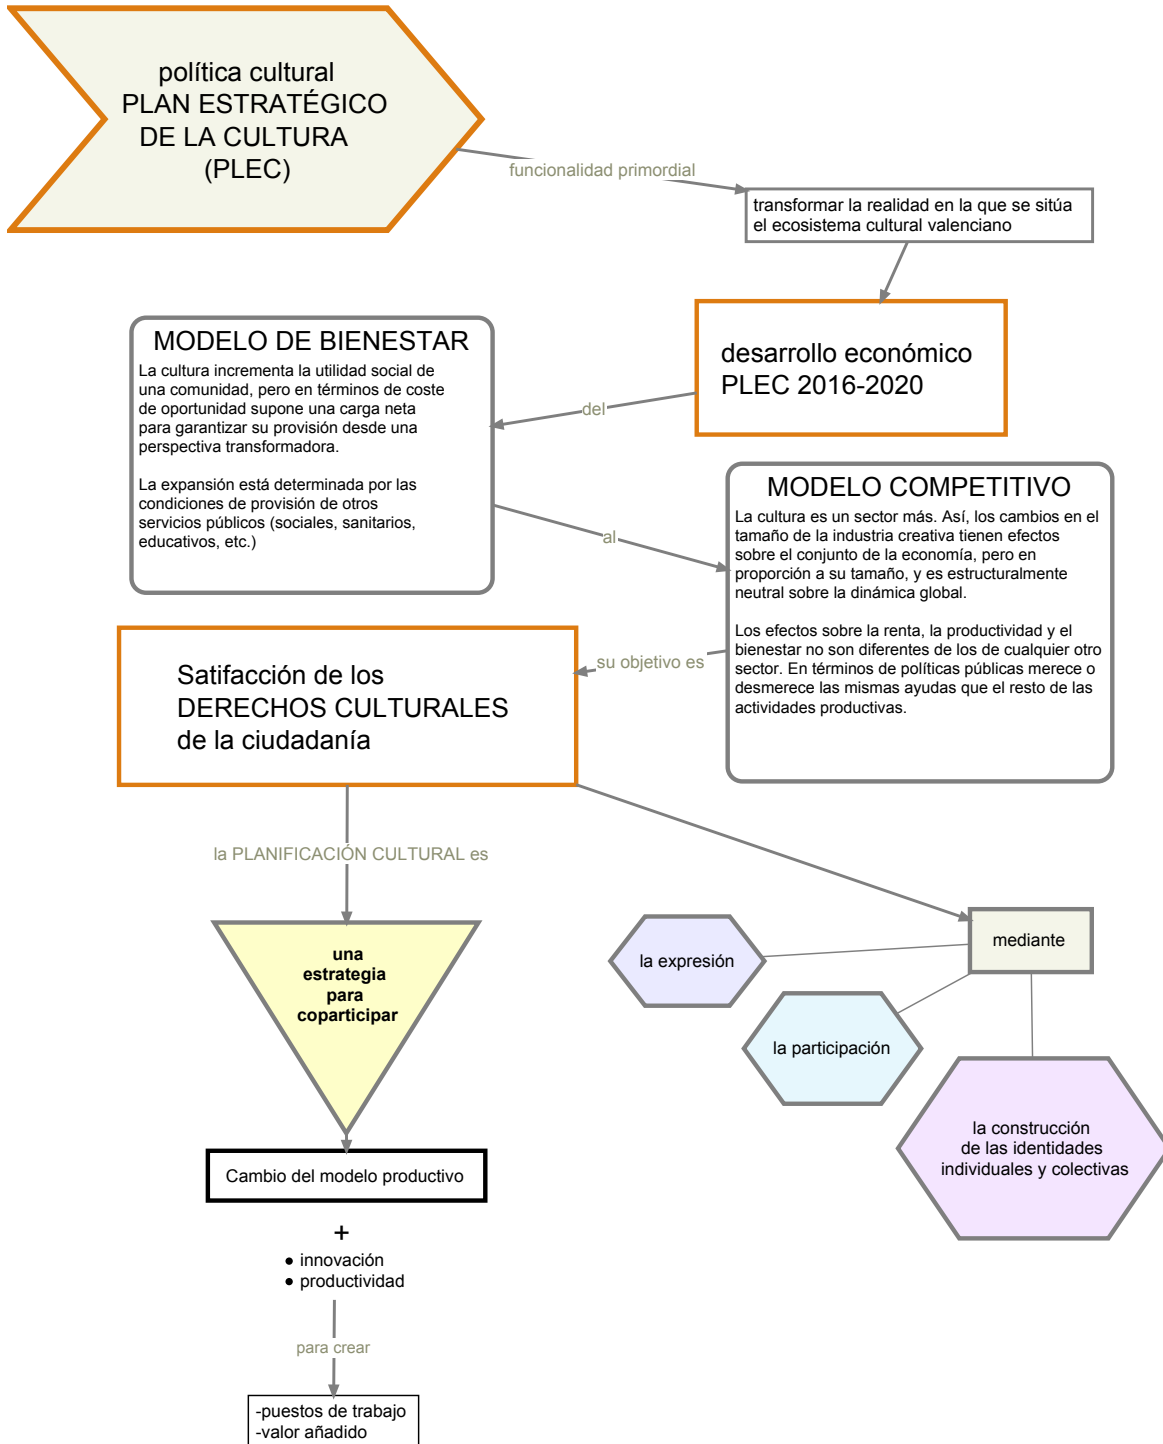 política cultural
PLAN ESTRATÉGICO
DE LA CULTURA
(PLEC)
funcionalidad primordial
transformar la realidad en la que se sitúa
el ecosistema cultural valenciano
desarrollo económico
PLEC 2016-2020
del
MODELO DE BIENESTAR
La cultura incrementa la utilidad social de
una comunidad, pero en términos de coste
de oportunidad supone una carga neta
para garantizar su provisión desde una
perspectiva transformadora.
La expansión está determinada por las
condiciones de provisión de otros
servicios públicos (sociales, sanitarios,
educativos, etc.)
al
MODELO COMPETITIVO
La cultura es un sector más. Así, los cambios en el
tamaño de la industria creativa tienen efectos
sobre el conjunto de la economía, pero en
proporción a su tamaño, y es estructuralmente
neutral sobre la dinámica global.
Los efectos sobre la renta, la productividad y el
bienestar no son diferentes de los de cualquier otro
sector. En términos de políticas públicas merece o
desmerece las mismas ayudas que el resto de las
actividades productivas.
su objetivo es
Satifacción de los
DERECHOS CULTURALES
de la ciudadanía
la PLANIFICACIÓN CULTURAL es
una
estrategia
para
coparticipar
mediante
la expresión
la participación
la construcción
de las identidades
individuales y colectivas
Cambio del modelo productivo
+
● innovación
● productividad
para crear
-puestos de trabajo
-valor añadido